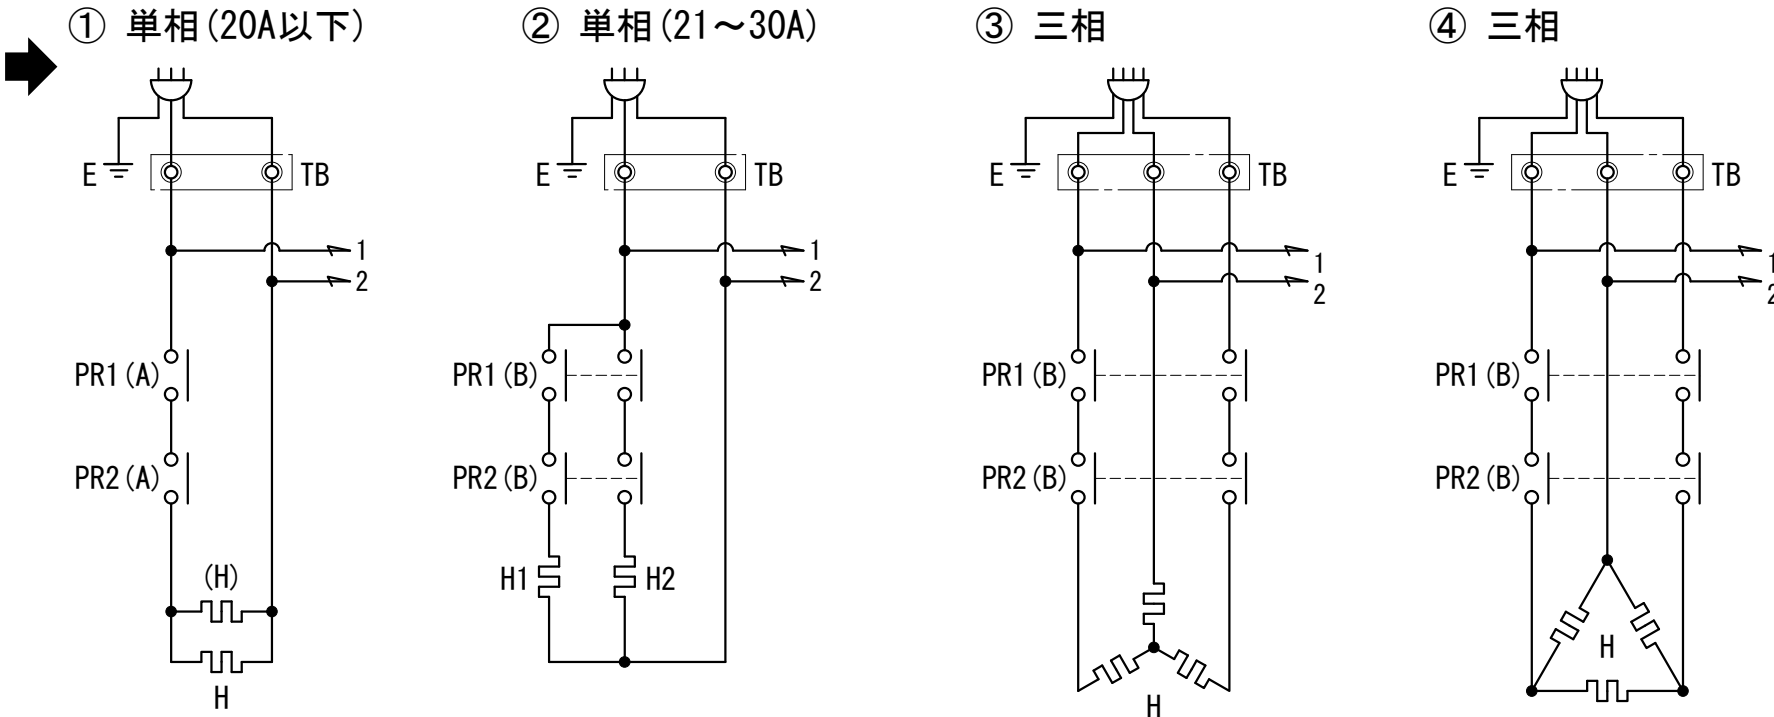 ① 単相(20A以下)
E
TB
1
2
PR1(A)
PR2(A)
(H)
H
② 単相(21～30A)
E
TB
1
2
PR1(B)
PR2(B)
H1
H2
③ 三相
E
TB
1
2
PR1(B)
PR2(B)
H
④ 三相
E
TB
1
2
PR1(B)
PR2(B)
H